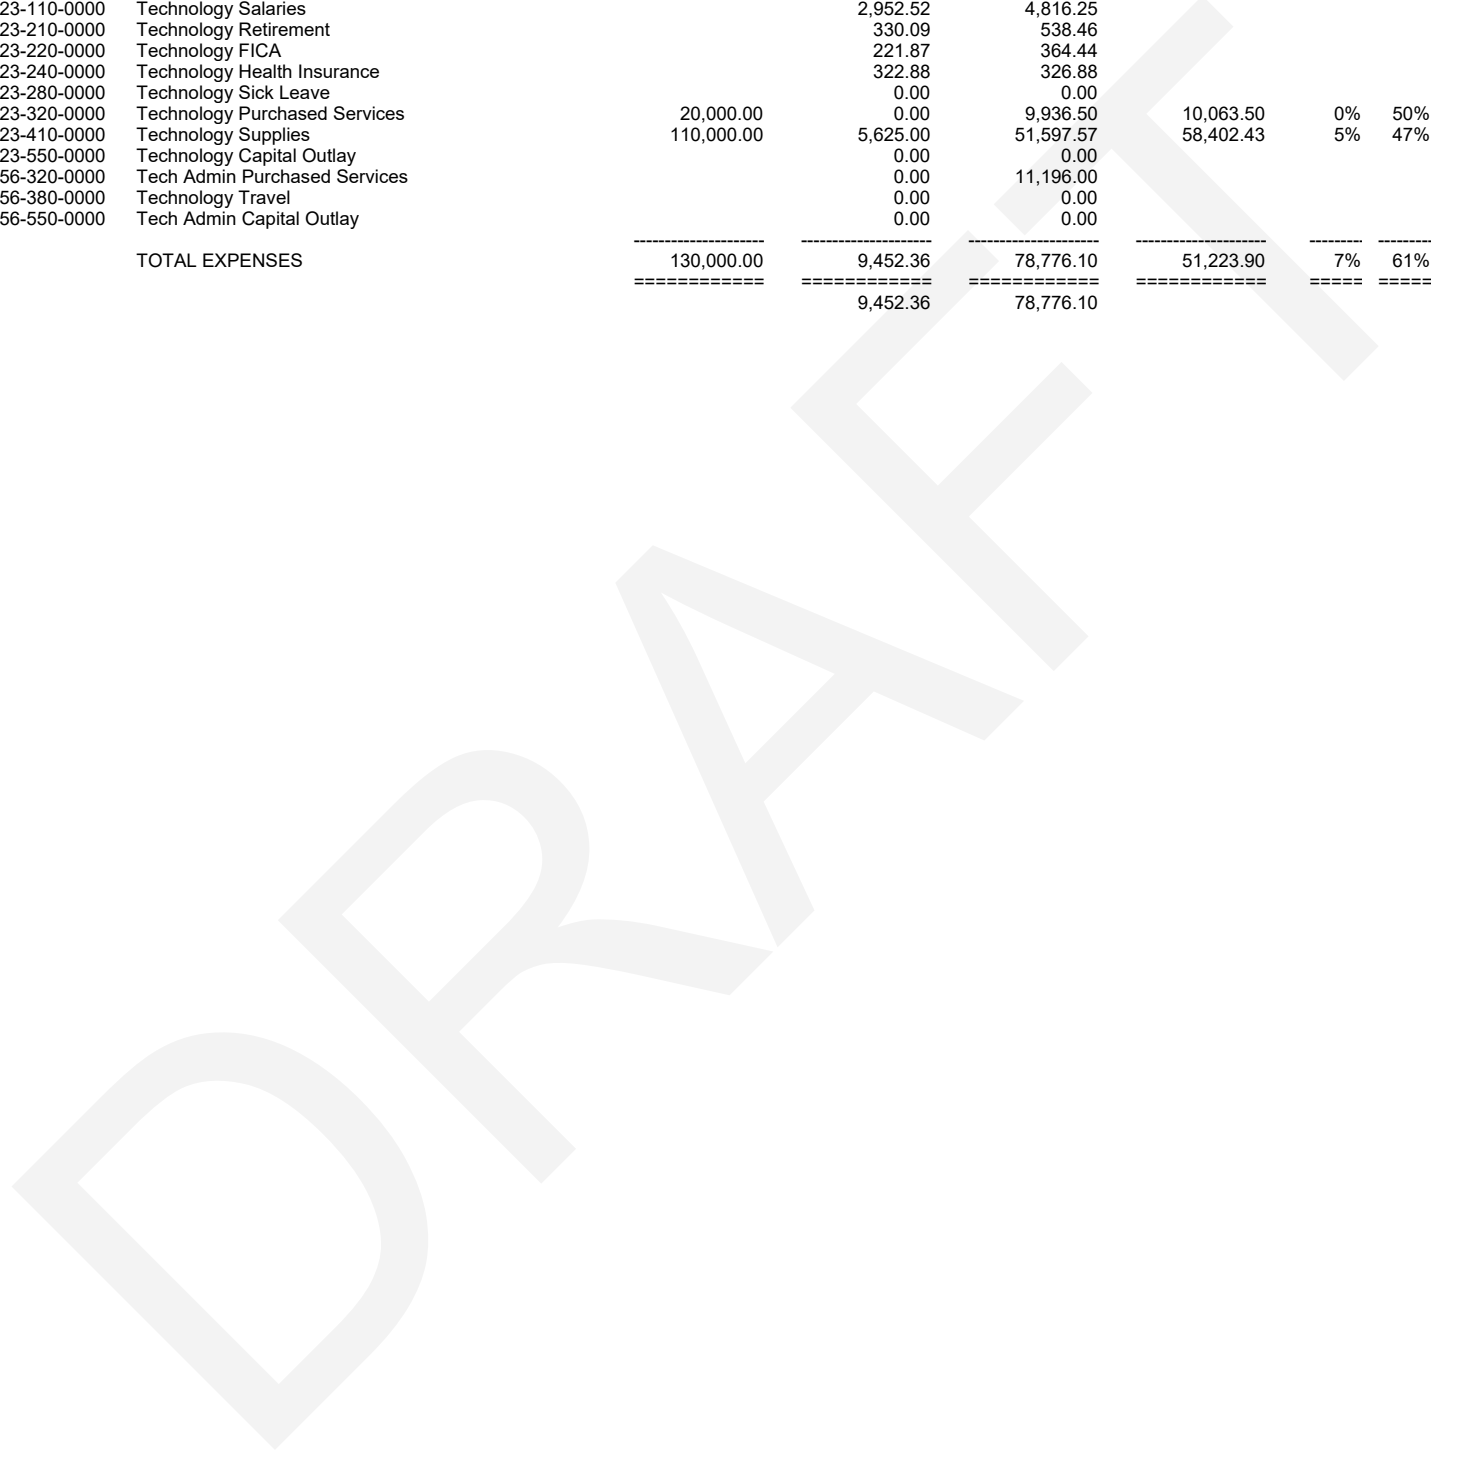 23-110-0000 Technology Salaries 2,952.52 4,816.25
23-210-0000 Technology Retirement 330.09 538.46
23-220-0000 Technology FICA 221.87 364.44
23-240-0000 Technology Health Insurance 322.88 326.88
23-280-0000 Technology Sick Leave 0.00 0.00
23-320-0000 Technology Purchased Services 20,000.00 0.00 9,936.50 10,063.50 0% 50%
23-410-0000 Technology Supplies 110,000.00 5,625.00 51,597.57 58,402.43 5% 47%
23-550-0000 Technology Capital Outlay 0.00 0.00
56-320-0000 Tech Admin Purchased Services 0.00 11,196.00
56-380-0000 Technology Travel 0.00 0.00
56-550-0000 Tech Admin Capital Outlay 0.00 0.00
--------------------- --------------------- --------------------- --------------------- -------- --------
TOTAL EXPENSES 130,000.00 9,452.36 78,776.10 51,223.90 7% 61%
============ ============ ============ ============ ===== =====
9,452.36 78,776.10
DRAFT